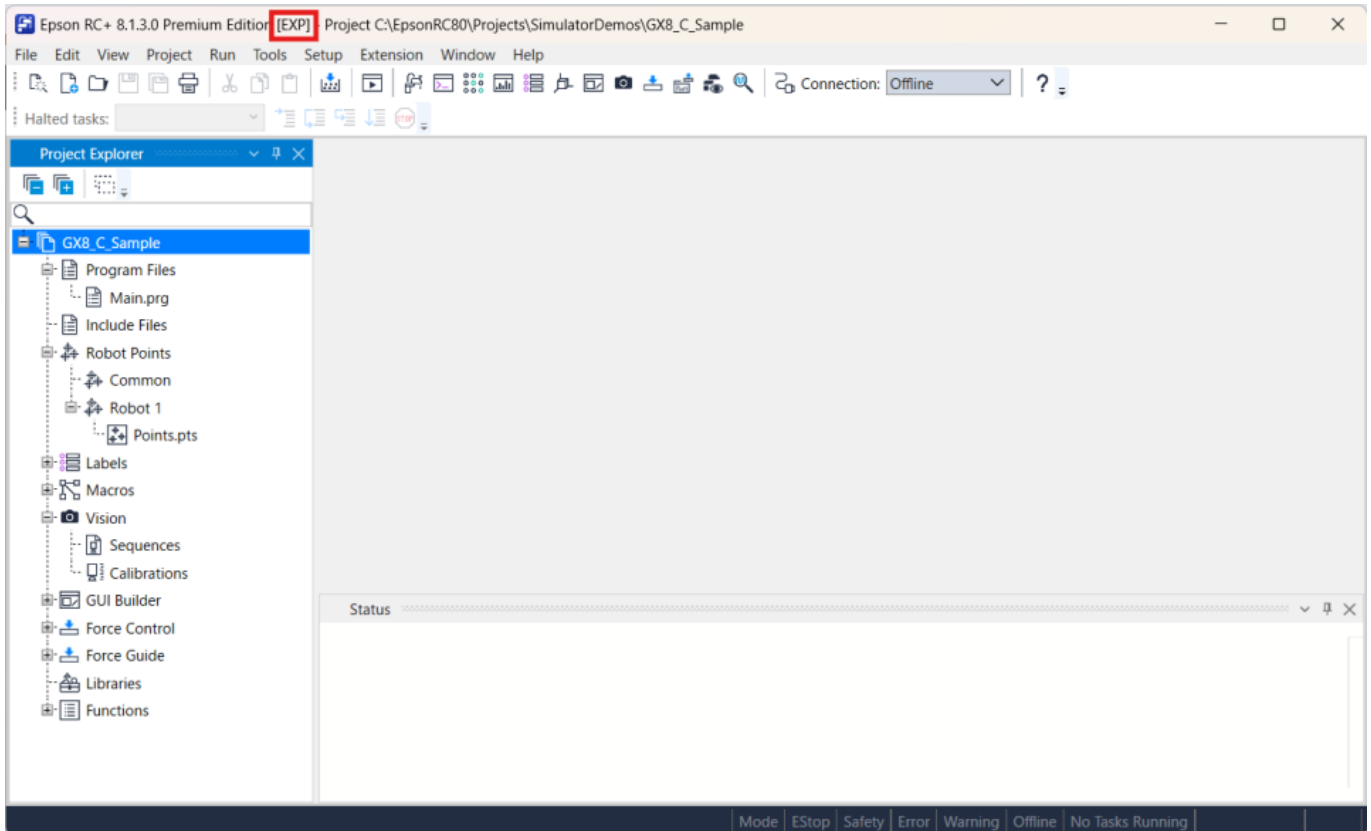 Epson RC+ 8.1.3.0 Premium Edition [EXP] - Project C:\EpsonRC80\Projects\SimulatorDemos\GX8_C_Sample
File Edit View Project Run Tools Setup Extension Window Help
Connection: Offline ?
Halted tasks: STOP
Project Explorer
GX8_C_Sample
Program Files
Main.prg
Include Files
Robot Points
Common
Robot 1
Points.pts
Labels
Macros
Vision
Sequences
Calibrations
GUI Builder
Status
Force Control
Force Guide
Libraries
Functions
Mode EStop Safety Error Warning Offline No Tasks Running